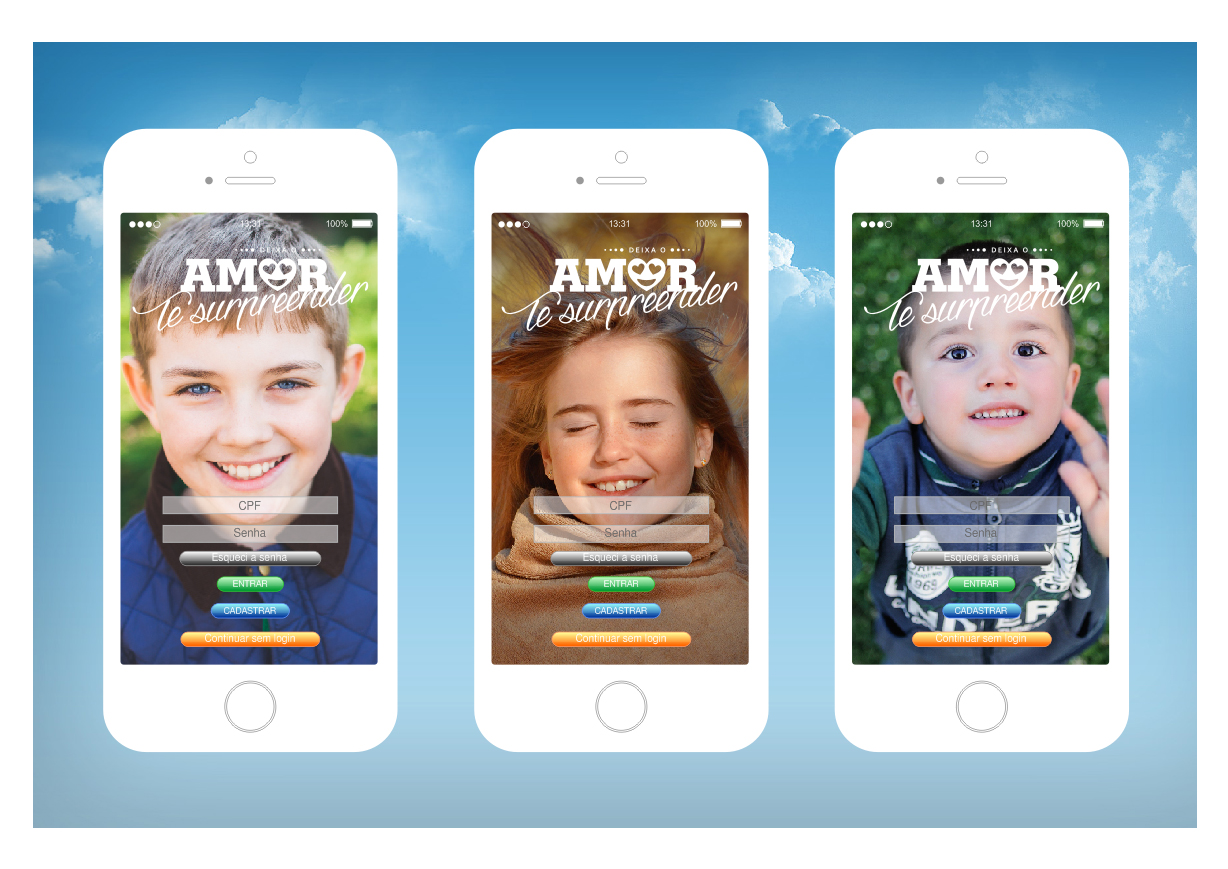 13:31 100%
DEIXA O
AMOR
te surpreender
CPF
Senha
Esqueci a senha
ENTRAR
CADASTRAR
Continuar sem login
13:31 100%
DEIXA O
AMOR
te surpreender
CPF
Senha
Esqueci a senha
ENTRAR
CADASTRAR
Continuar sem login
13:31 100%
DEIXA O
AMOR
te surpreender
CPF
Senha
Esqueci a senha
ENTRAR
CADASTRAR
Continuar sem login